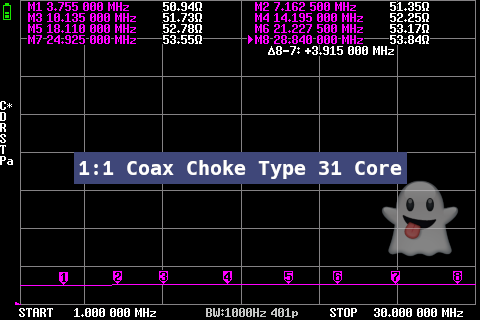 M1 3.755 000 MHz 50.94Ω M2 7.162 500 MHz 51.35Ω
M3 10.135 000 MHz 51.73Ω M4 14.195 000 MHz 52.25Ω
M5 18.110 000 MHz 52.78Ω M6 21.227 500 MHz 53.17Ω
M7 24.925 000 MHz 53.55Ω M8 28.840 000 MHz 53.84Ω
Δ8-7: +3.915 000 MHz
C*
D
R
S
T
Pa
1:1 Coax Choke Type 31 Core
1 2 3 4 5 6 7 8
START 1.000 000 MHz BW:1000Hz 401p STOP 30.000 000 MHz